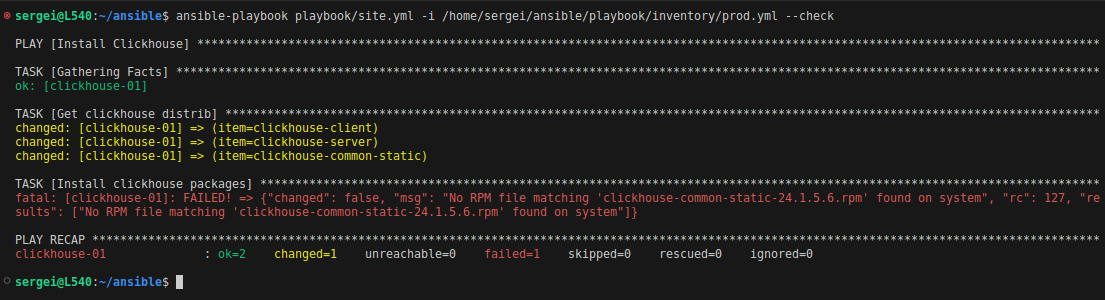 sergei@L540:~/ansible$ ansible-playbook playbook/site.yml -i /home/sergei/ansible/playbook/inventory/prod.yml --check
PLAY [Install Clickhouse] *********************************************************************************************************************************
TASK [Gathering Facts] ************************************************************************************************************************************
ok: [clickhouse-01]
TASK [Get clickhouse distrib] *****************************************************************************************************************************
changed: [clickhouse-01] => (item=clickhouse-client)
changed: [clickhouse-01] => (item=clickhouse-server)
changed: [clickhouse-01] => (item=clickhouse-common-static)
TASK [Install clickhouse packages] ************************************************************************************************************************
fatal: [clickhouse-01]: FAILED! => {"changed": false, "msg": "No RPM file matching 'clickhouse-common-static-24.1.5.6.rpm' found on system", "rc": 127, "re
sults": ["No RPM file matching 'clickhouse-common-static-24.1.5.6.rpm' found on system"]}
PLAY RECAP ************************************************************************************************************************************************
clickhouse-01              : ok=2    changed=1    unreachable=0    failed=1    skipped=0    rescued=0    ignored=0
sergei@L540:~/ansible$